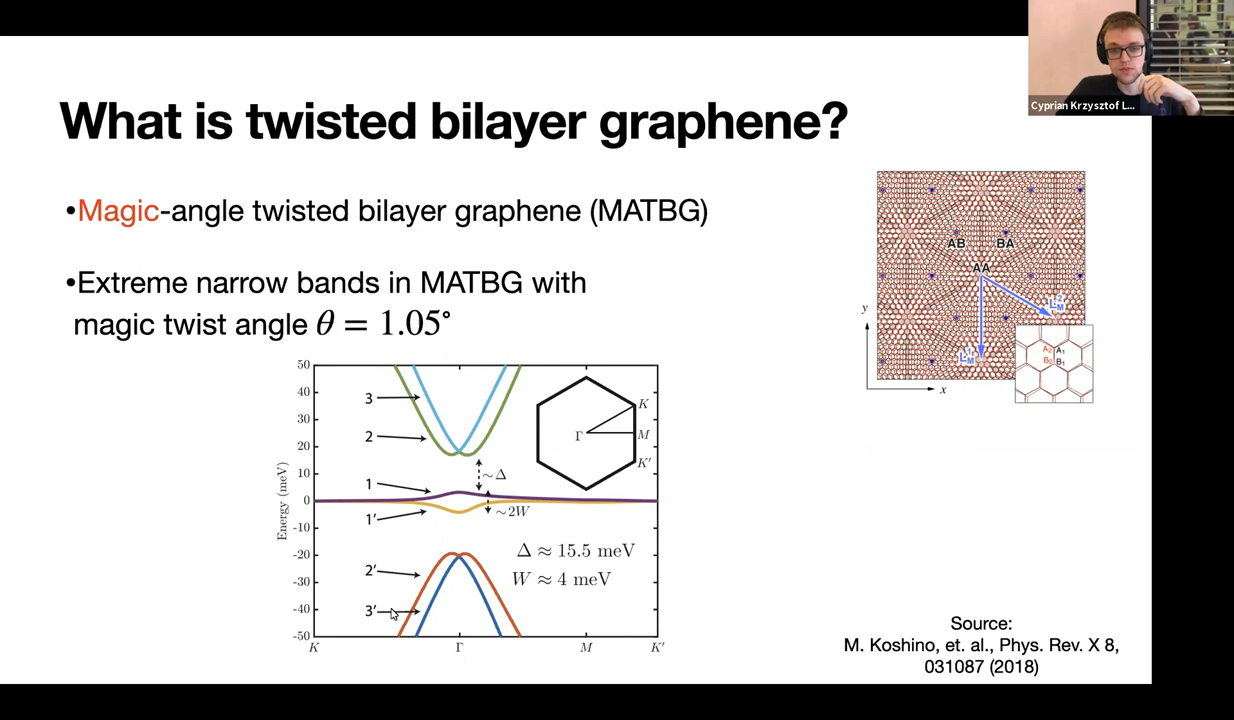 Cyprian Krzysztof L...
What is twisted bilayer graphene?
•Magic-angle twisted bilayer graphene (MATBG)
•Extreme narrow bands in MATBG with
magic twist angle θ = 1.05°
AB
BA
AA
L₂ᴹ
L₁ᴹ
y
x
A₂ A₁
B₂ B₁
50
40
30
20
10
0
-10
-20
-30
-40
-50
Energy (meV)
3
2
1
1′
2′
3′
~Δ
~2W
Δ ≈ 15.5 meV
W ≈ 4 meV
Γ
K
M
K′
K
Γ
M
K′
Source:
M. Koshino, et. al., Phys. Rev. X 8,
031087 (2018)